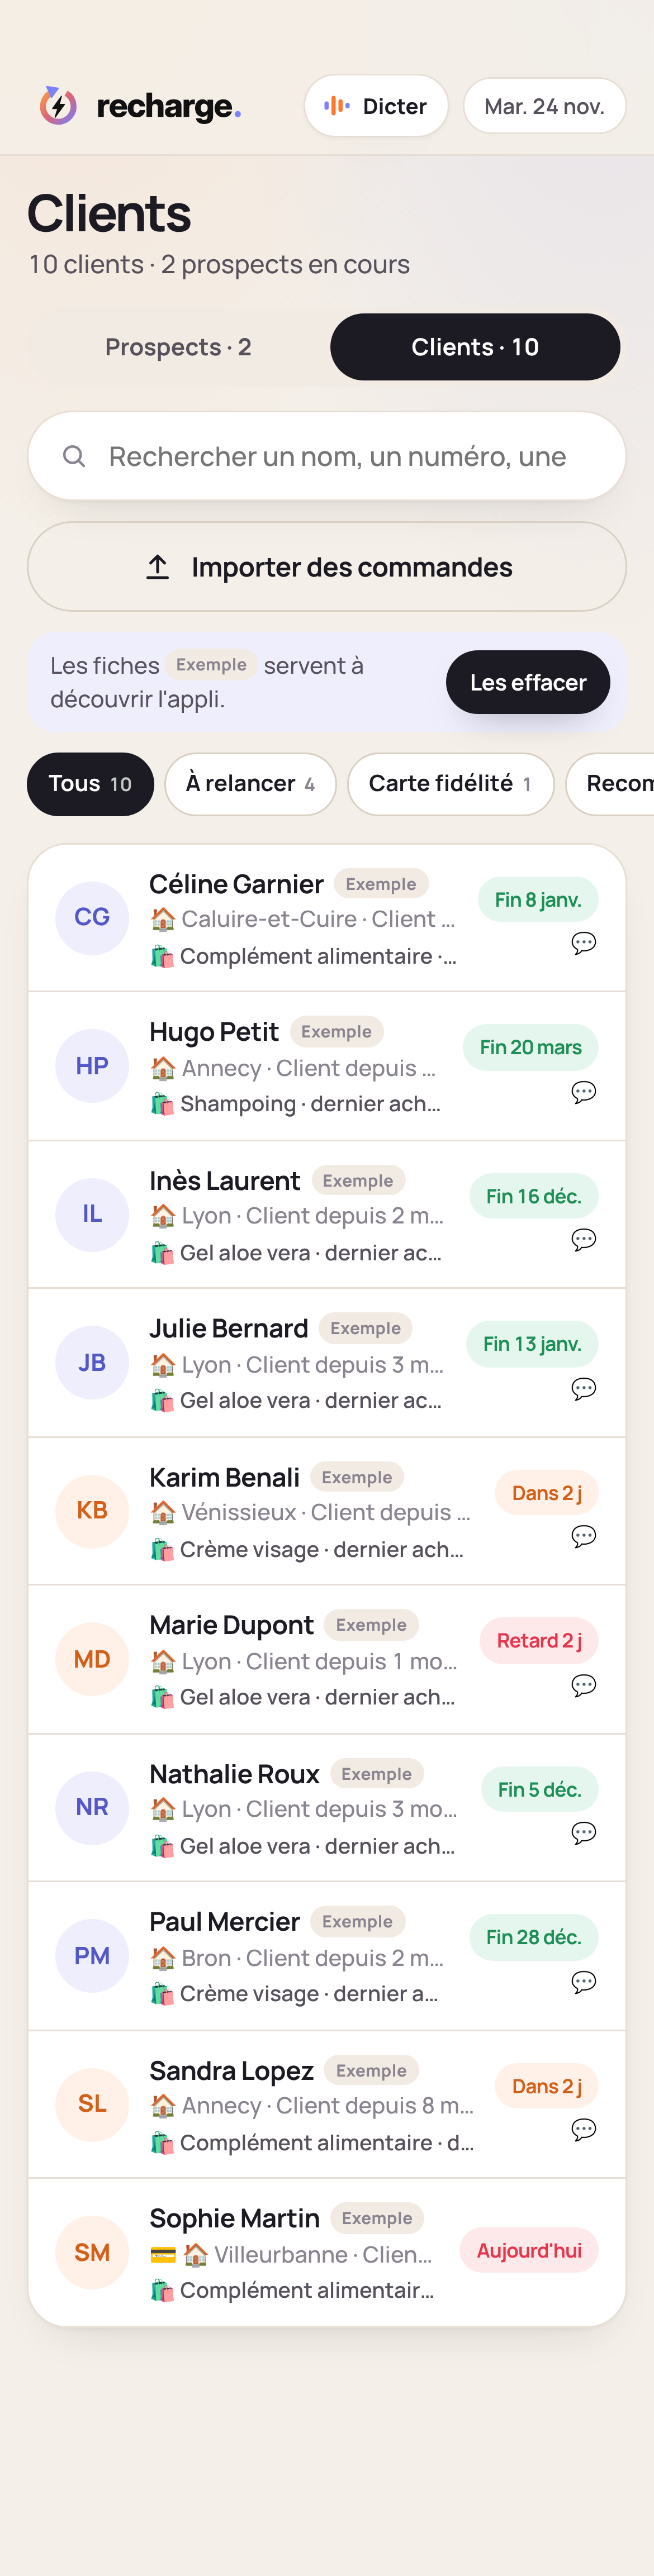 recharge.
Dicter
Mar. 24 nov.
Clients
10 clients · 2 prospects en cours
Prospects · 2
Clients · 10
Rechercher un nom, un numéro, une
Importer des commandes
Les fiches Exemple servent à
découvrir l'appli.
Les effacer
Tous 10
À relancer 4
Carte fidélité 1
Recom
CG
Céline Garnier Exemple
🏠 Caluire-et-Cuire · Client ...
🛍️ Complément alimentaire ·...
Fin 8 janv.
💬
HP
Hugo Petit Exemple
🏠 Annecy · Client depuis ...
🛍️ Shampoing · dernier ach...
Fin 20 mars
💬
IL
Inès Laurent Exemple
🏠 Lyon · Client depuis 2 m...
🛍️ Gel aloe vera · dernier ac...
Fin 16 déc.
💬
JB
Julie Bernard Exemple
🏠 Lyon · Client depuis 3 m...
🛍️ Gel aloe vera · dernier ac...
Fin 13 janv.
💬
KB
Karim Benali Exemple
🏠 Vénissieux · Client depuis ...
🛍️ Crème visage · dernier ach...
Dans 2 j
💬
MD
Marie Dupont Exemple
🏠 Lyon · Client depuis 1 mo...
🛍️ Gel aloe vera · dernier ach...
Retard 2 j
💬
NR
Nathalie Roux Exemple
🏠 Lyon · Client depuis 3 mo...
🛍️ Gel aloe vera · dernier ach...
Fin 5 déc.
💬
PM
Paul Mercier Exemple
🏠 Bron · Client depuis 2 m...
🛍️ Crème visage · dernier a...
Fin 28 déc.
💬
SL
Sandra Lopez Exemple
🏠 Annecy · Client depuis 8 m...
🛍️ Complément alimentaire · d...
Dans 2 j
💬
SM
Sophie Martin Exemple
💳 🏠 Villeurbanne · Clien...
🛍️ Complément alimentair...
Aujourd'hui